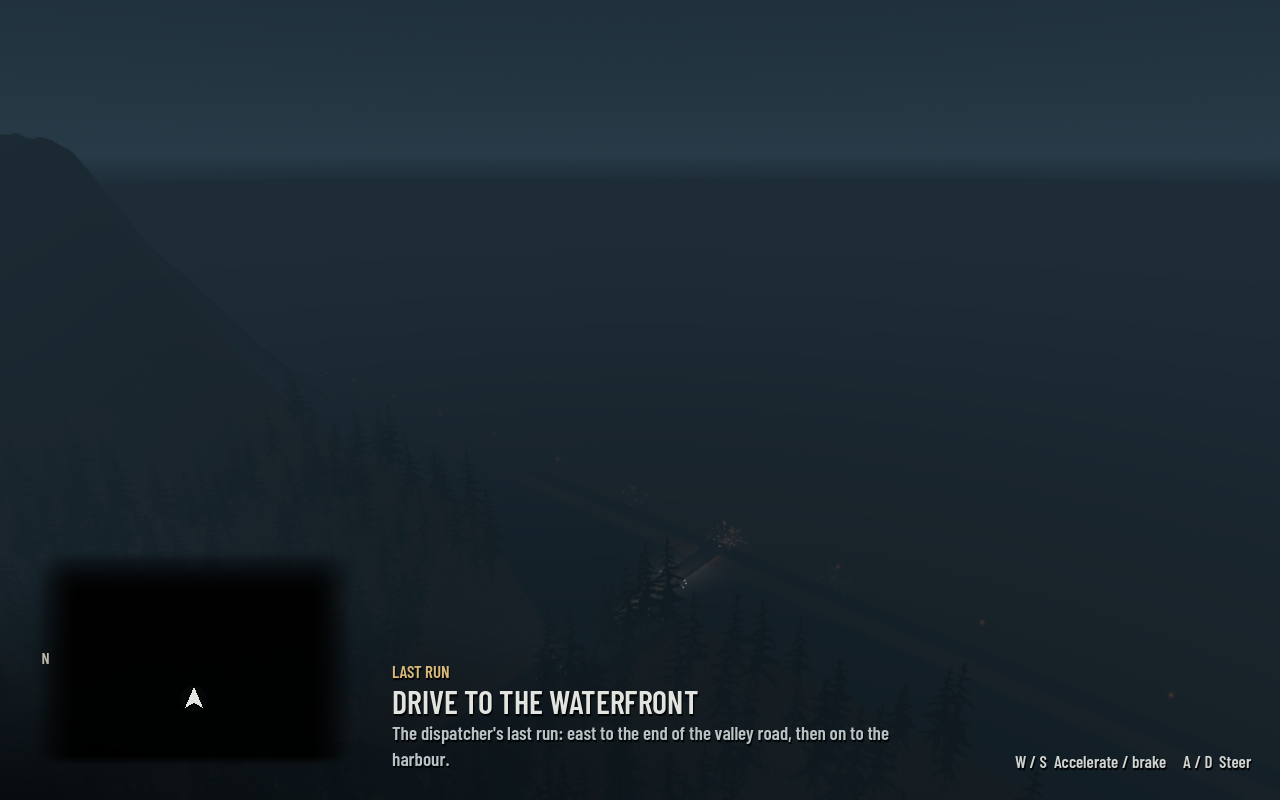 N
LAST RUN
DRIVE TO THE WATERFRONT
The dispatcher's last run: east to the end of the valley road, then on to the
harbour.
W / S Accelerate / brake A / D Steer